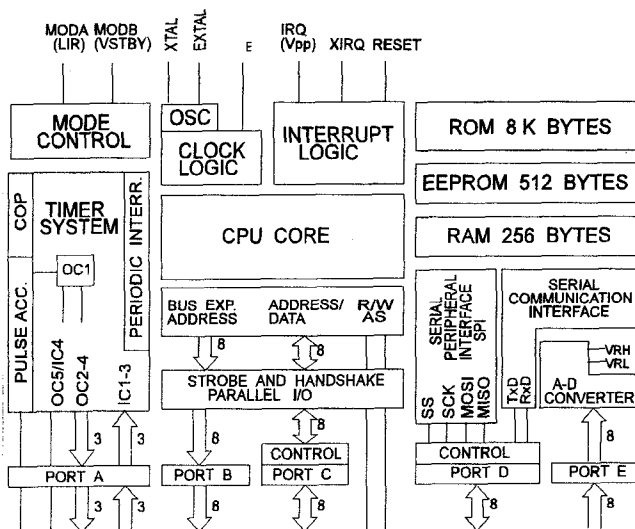 MODA MODB
(LIR) (VSTBY)
XTAL
EXTAL
E
IRQ
(Vpp)
XIRQ RESET
MODE
CONTROL
OSC
CLOCK
LOGIC
INTERRUPT
LOGIC
ROM 8 K BYTES
EEPROM 512 BYTES
RAM 256 BYTES
COP
TIMER
SYSTEM
PERIODIC INTERR.
OC1
PULSE ACC.
OC5/IC4
OC2-4
IC1-3
CPU CORE
BUS EXP.
ADDRESS
ADDRESS/
DATA
R/W
AS
8
8
STROBE AND HANDSHAKE
PARALLEL I/O
SERIAL
PERIPHERAL
INTERFACE
SPI
SS
SCK
MOSI
MISO
SERIAL
COMMUNICATION
INTERFACE
TxD
RxD
VRH
VRL
A-D
CONVERTER
3
3
8
8
8
CONTROL
CONTROL
PORT A
PORT B
PORT C
PORT D
PORT E
3
3
8
8
8
8